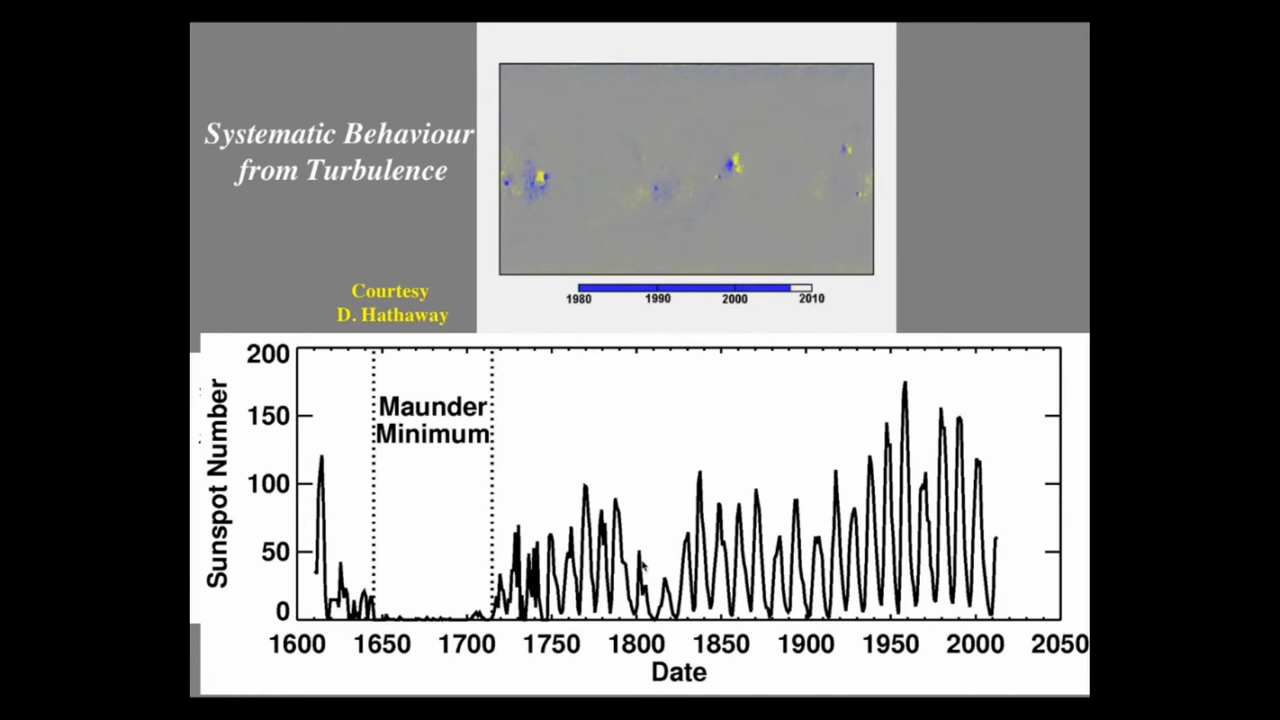 Systematic Behaviour
from Turbulence
Courtesy
D. Hathaway
1980 1990 2000 2010
200
150
100
50
0
Sunspot Number
Maunder
Minimum
1600 1650 1700 1750 1800 1850 1900 1950 2000 2050
Date